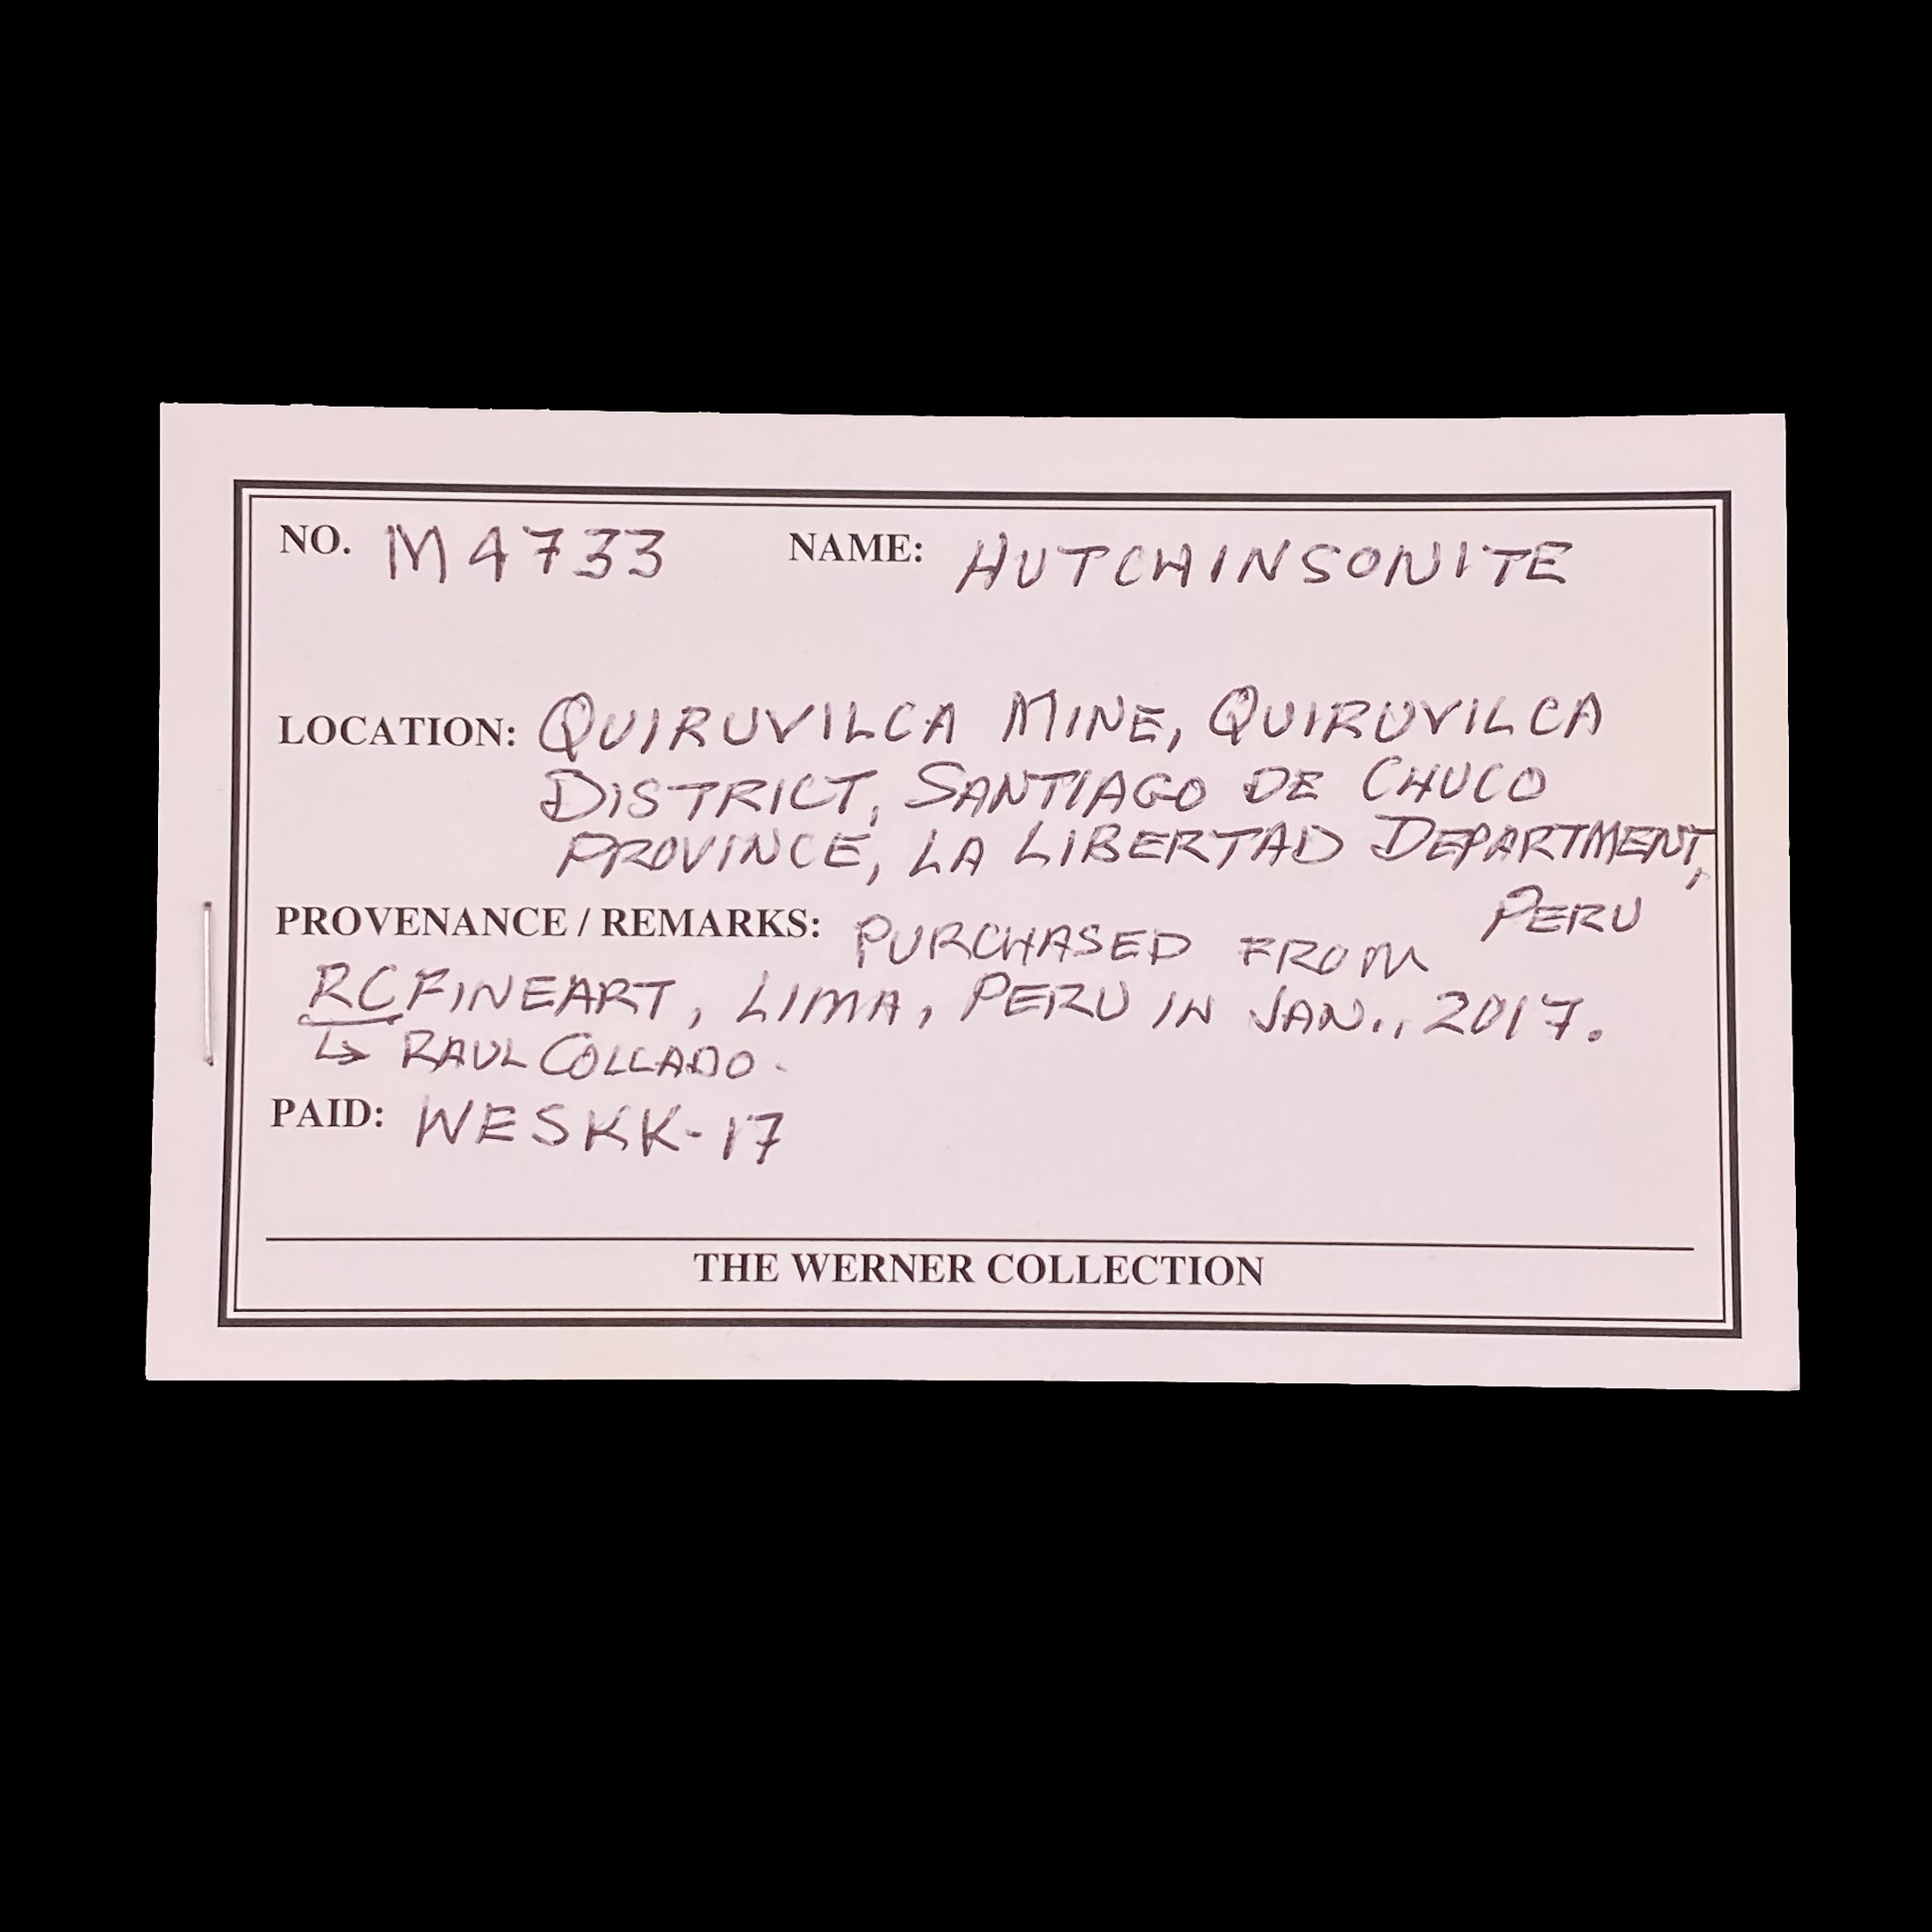 NO. M4733 NAME: HUTCHINSONITE
LOCATION: QUIRUVILCA MINE, QUIRUVILCA
DISTRICT, SANTIAGO DE CHUCO
PROVINCE, LA LIBERTAD DEPARTMENT,
PERU
PROVENANCE / REMARKS: PURCHASED FROM
RCFINEART, LIMA, PERU IN JAN., 2017.
↳ RAUL COLLADO.
PAID: WESKK-17
THE WERNER COLLECTION